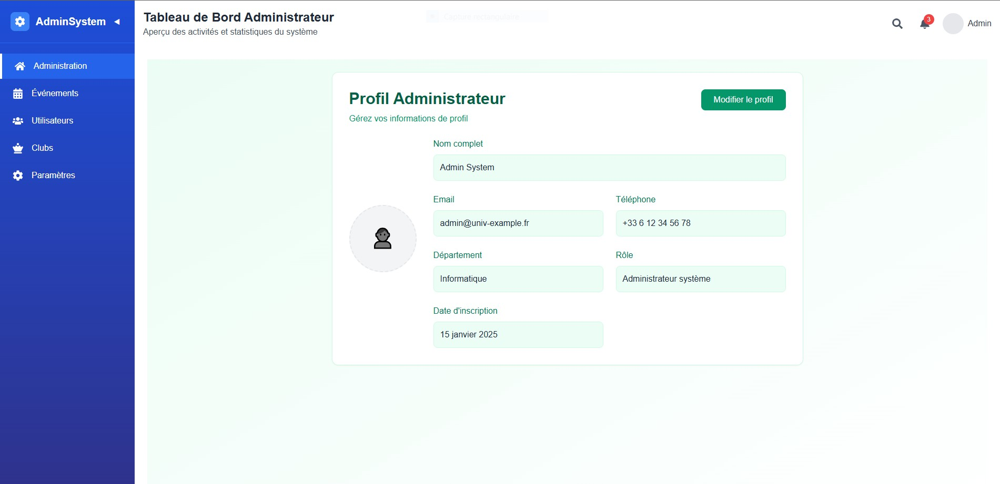 AdminSystem ◀
Administration
Événements
Utilisateurs
Clubs
Paramètres
Tableau de Bord Administrateur
Aperçu des activités et statistiques du système
Capture rectangulaire
3
Admin
Profil Administrateur
Modifier le profil
Gérez vos informations de profil
Nom complet
Admin System
Email
Téléphone
admin@univ-example.fr
+33 6 12 34 56 78
Département
Rôle
Informatique
Administrateur système
Date d'inscription
15 janvier 2025